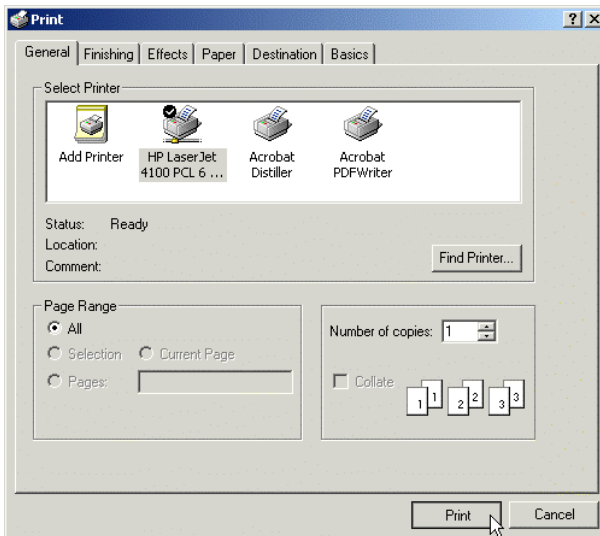 Print
General Finishing Effects Paper Destination Basics
Select Printer
Add Printer
HP LaserJet
4100 PCL 6 ...
Acrobat
Distiller
Acrobat
PDFWriter
Status: Ready
Location:
Comment:
Find Printer...
Page Range
All
Selection Current Page
Pages:
Number of copies: 1
Collate
1 1 2 2 3 3
Print Cancel